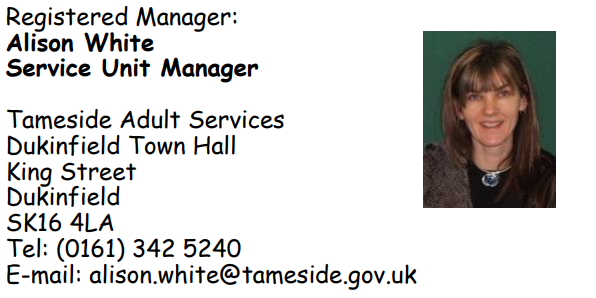 Registered Manager:
Alison White
Service Unit Manager
Tameside Adult Services
Dukinfield Town Hall
King Street
Dukinfield
SK16 4LA
Tel: (0161) 342 5240
E-mail: alison.white@tameside.gov.uk